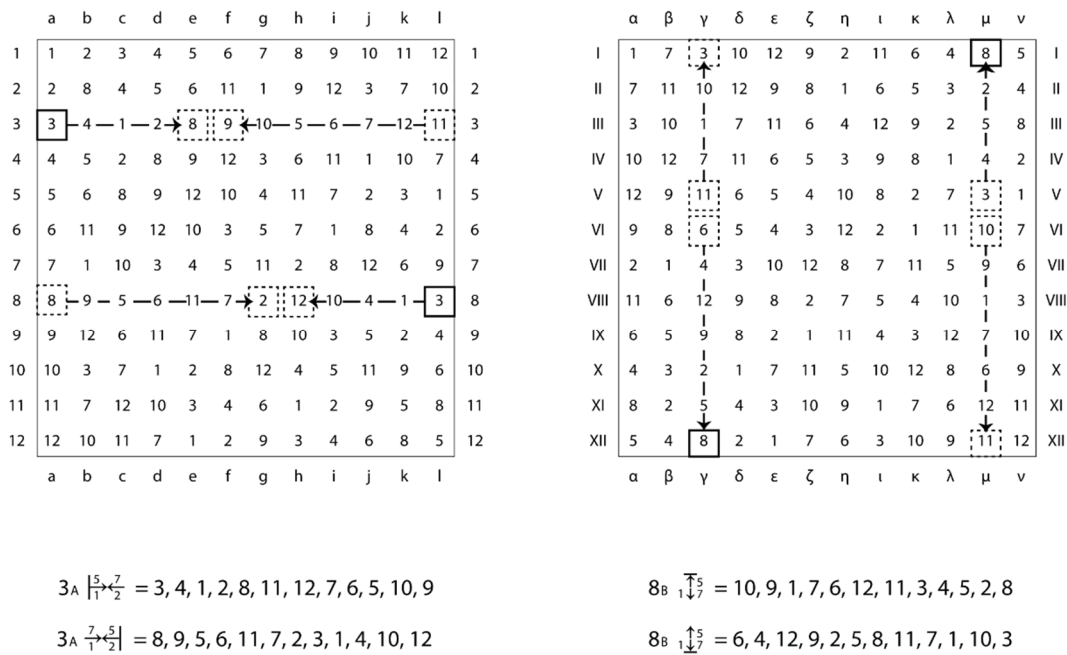 a b c d e f g h i j k l
1 1 2 3 4 5 6 7 8 9 10 11 12 1
2 2 8 4 5 6 11 1 9 12 3 7 10 2
3 3 4 1 2 8 9 10 5 6 7 12 11 3
4 4 5 2 8 9 12 3 6 11 1 10 7 4
5 5 6 8 9 12 10 4 11 7 2 3 1 5
6 6 11 9 12 10 3 5 7 1 8 4 2 6
7 7 1 10 3 4 5 11 2 8 12 6 9 7
8 8 9 5 6 11 7 2 12 10 4 1 3 8
9 9 12 6 11 7 1 8 10 3 5 2 4 9
10 10 3 7 1 2 8 12 4 5 11 9 6 10
11 11 7 12 10 3 4 6 1 2 9 5 8 11
12 12 10 11 7 1 2 9 3 4 6 8 5 12
a b c d e f g h i j k l
α β γ δ ε ζ η ι κ λ μ ν
I 1 7 3 10 12 9 2 11 6 4 8 5 I
II 7 11 10 12 9 8 1 6 5 3 2 4 II
III 3 10 1 7 11 6 4 12 9 2 5 8 III
IV 10 12 7 11 6 5 3 9 8 1 4 2 IV
V 12 9 11 6 5 4 10 8 2 7 3 1 V
VI 9 8 6 5 4 3 12 2 1 11 10 7 VI
VII 2 1 4 3 10 12 8 7 11 5 9 6 VII
VIII 11 6 12 9 8 2 7 5 4 10 1 3 VIII
IX 6 5 9 8 2 1 11 4 3 12 7 10 IX
X 4 3 2 1 7 11 5 10 12 8 6 9 X
XI 8 2 5 4 3 10 9 1 7 6 12 11 XI
XII 5 4 8 2 1 7 6 3 10 9 11 12 XII
α β γ δ ε ζ η ι κ λ μ ν
3A |5/1→←7/2 = 3, 4, 1, 2, 8, 11, 12, 7, 6, 5, 10, 9
3A 7/1→←5/2| = 8, 9, 5, 6, 11, 7, 2, 3, 1, 4, 10, 12
8B 1↕5 7 = 10, 9, 1, 7, 6, 12, 11, 3, 4, 5, 2, 8
8B 1↕5 7 = 6, 4, 12, 9, 2, 5, 8, 11, 7, 1, 10, 3